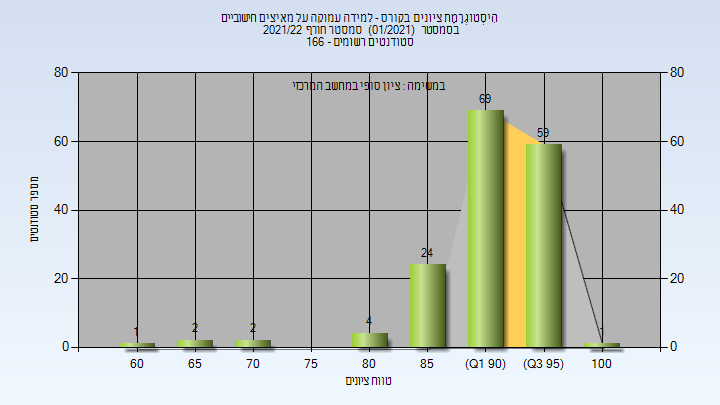 היסטוגרמת ציונים בקורס - למידה עמוקה על מאיצים חישוביים
בסמסטר (01/2021) סמסטר חורף 2021/22
סטודנטים רשומים - 166
במשימה : ציון סופי במחשב המרכזי
80 80
60 60
40 40
20 20
0 0
מספר סטודנטים
1 2 2 4 24 69 59 1
60 65 70 75 80 85 (Q1 90) (Q3 95) 100
טווח ציונים